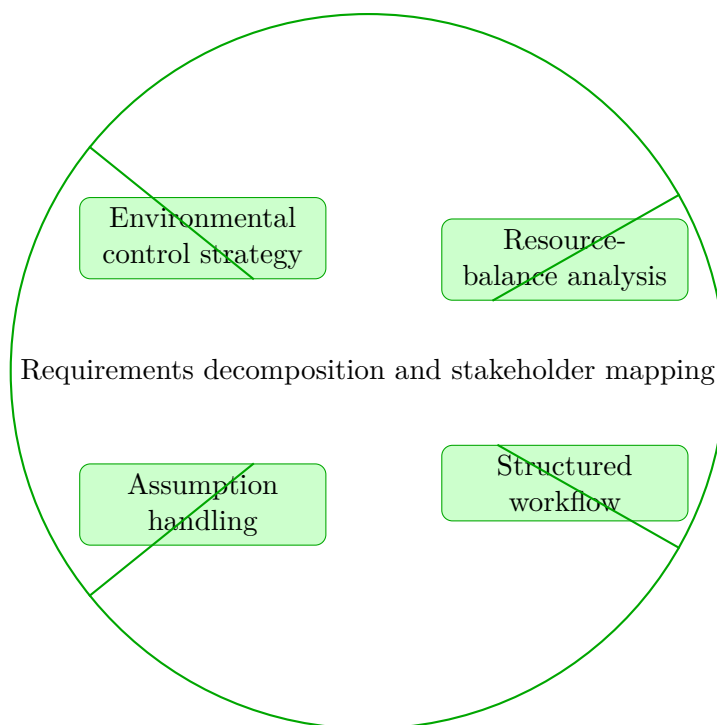 Environmental
control strategy
Resource-
balance analysis
Requirements decomposition and stakeholder mapping
Assumption
handling
Structured
workflow